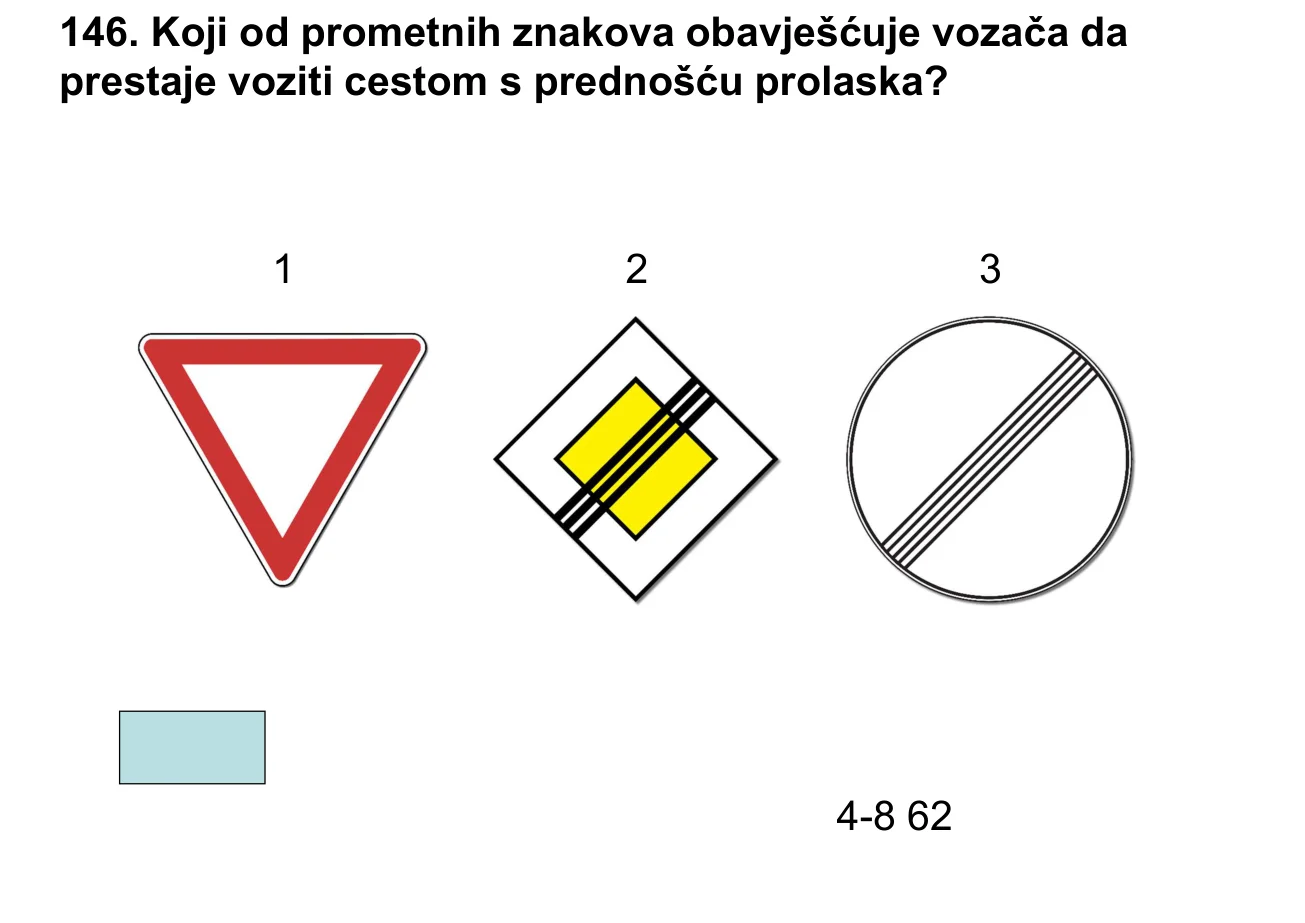 146. Koji od prometnih znakova obavješćuje vozača da
prestaje voziti cestom s prednošću prolaska?
1 2 3
4-8 62